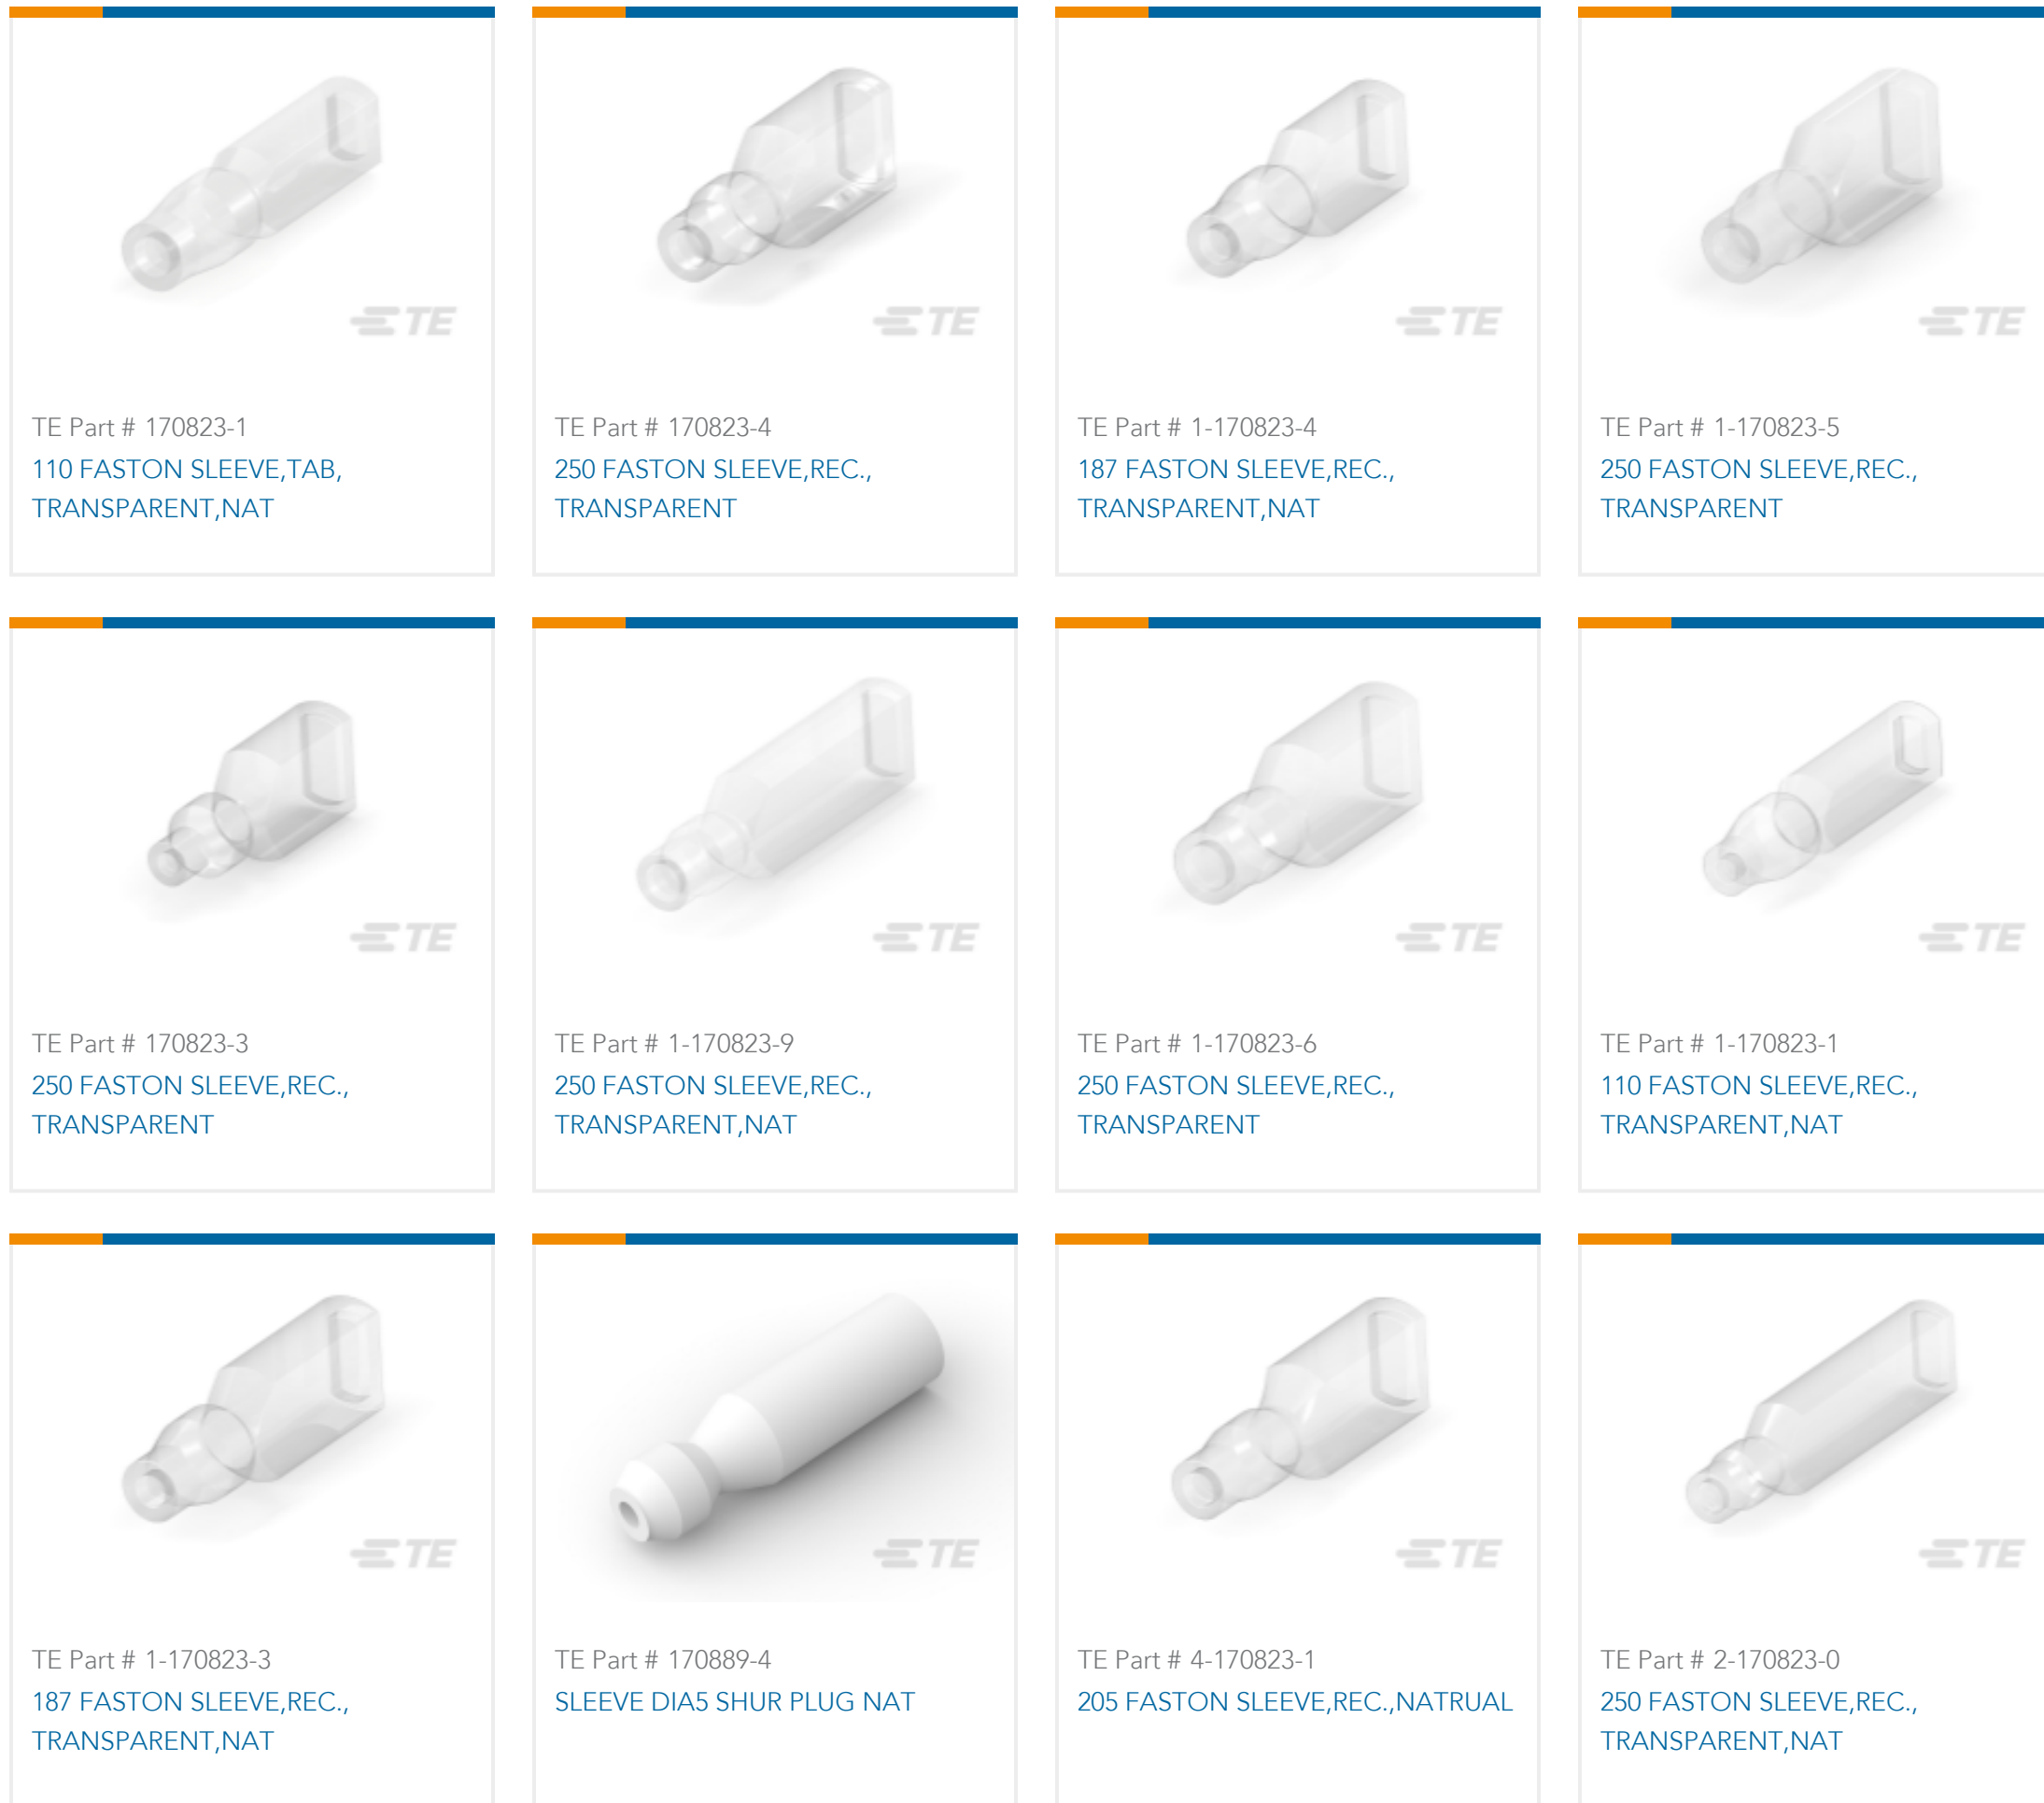 TE
TE
TE
TE
TE Part # 170823-1
110 FASTON SLEEVE,TAB,
TRANSPARENT,NAT
TE Part # 170823-4
250 FASTON SLEEVE,REC.,
TRANSPARENT
TE Part # 1-170823-4
187 FASTON SLEEVE,REC.,
TRANSPARENT,NAT
TE Part # 1-170823-5
250 FASTON SLEEVE,REC.,
TRANSPARENT
TE
TE
TE
TE
TE Part # 170823-3
250 FASTON SLEEVE,REC.,
TRANSPARENT
TE Part # 1-170823-9
250 FASTON SLEEVE,REC.,
TRANSPARENT,NAT
TE Part # 1-170823-6
250 FASTON SLEEVE,REC.,
TRANSPARENT
TE Part # 1-170823-1
110 FASTON SLEEVE,REC.,
TRANSPARENT,NAT
TE
TE
TE
TE
TE Part # 1-170823-3
187 FASTON SLEEVE,REC.,
TRANSPARENT,NAT
TE Part # 170889-4
SLEEVE DIA5 SHUR PLUG NAT
TE Part # 4-170823-1
205 FASTON SLEEVE,REC.,NATRUAL
TE Part # 2-170823-0
250 FASTON SLEEVE,REC.,
TRANSPARENT,NAT